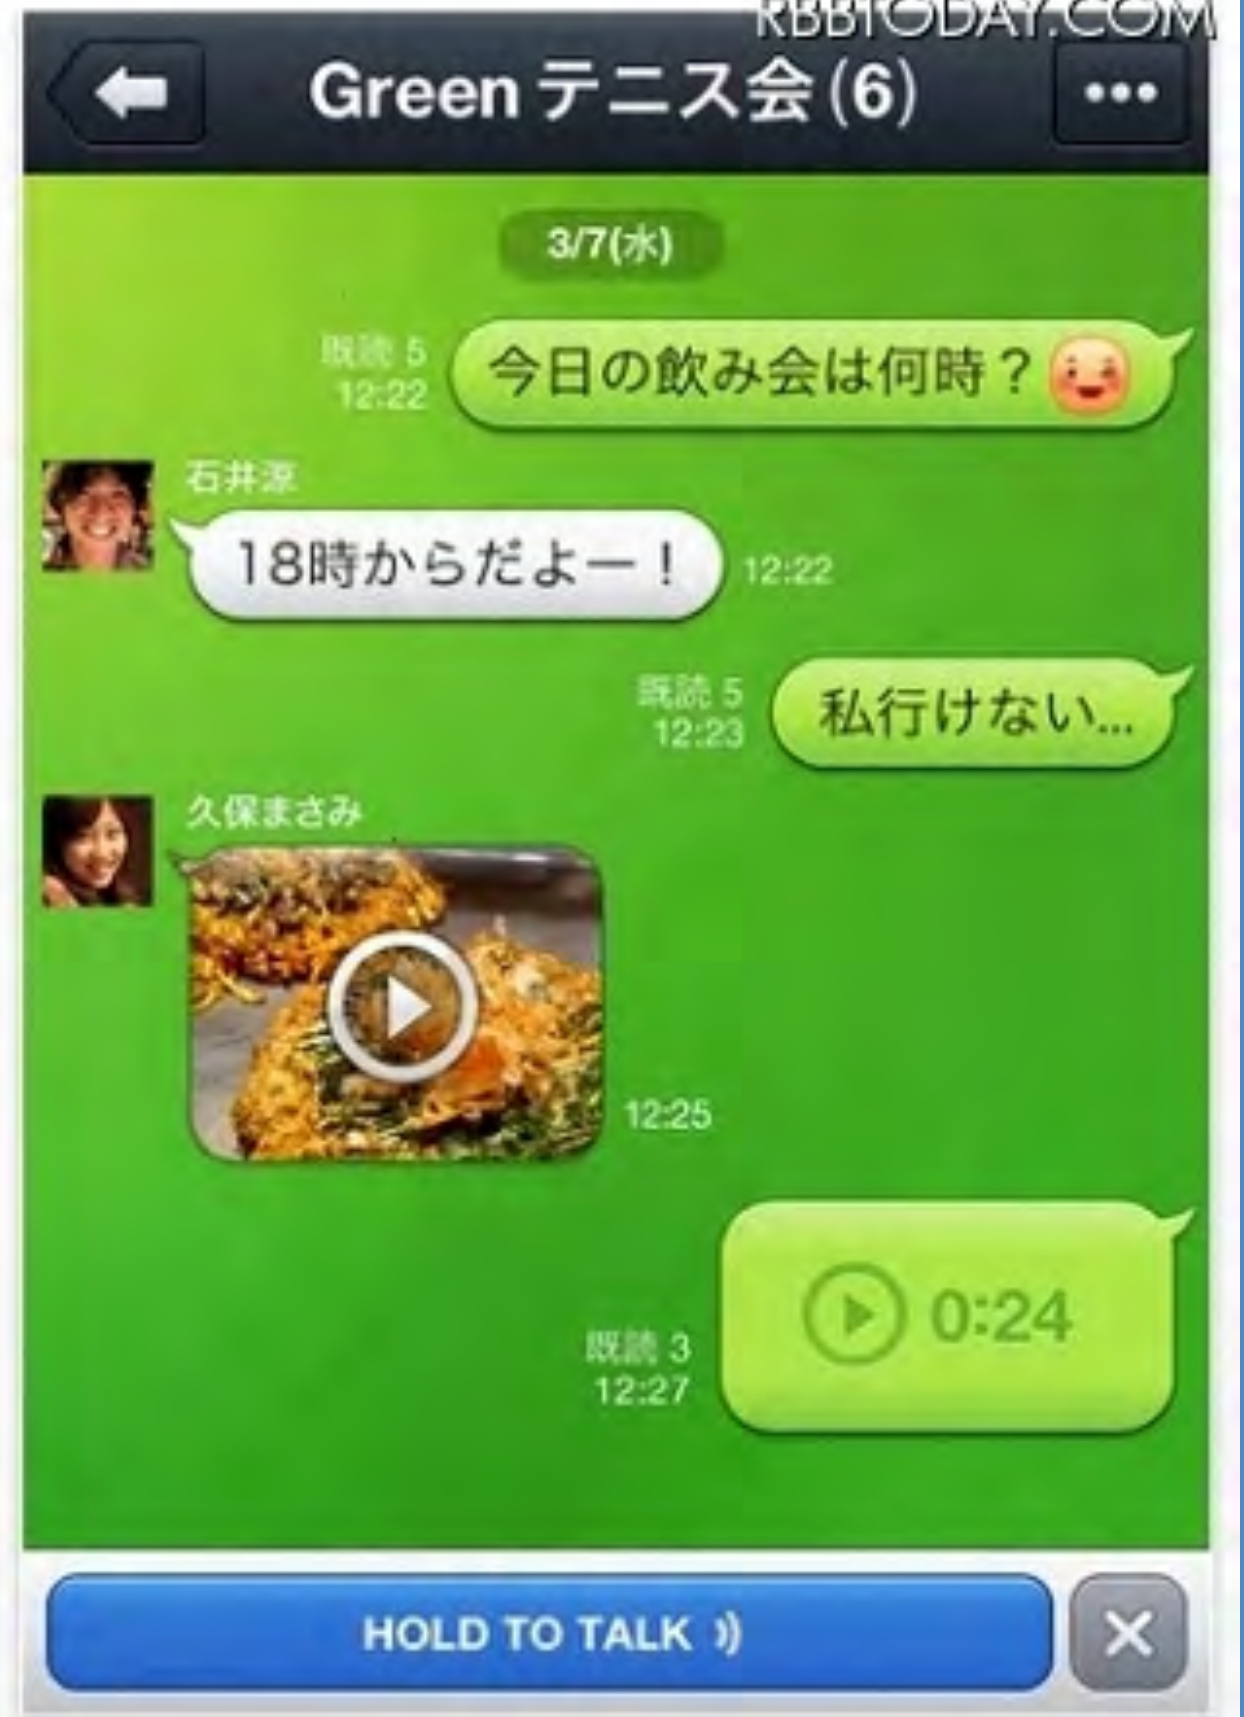 RBBTODAY.COM
Green テニス会(6)
3/7(水)
今日の飲み会は何時？
既読 5
12:22
石井涼
18時からだよー！
12:22
私行けない...
既読 5
12:23
久保まさみ
12:25
0:24
既読 3
12:27
HOLD TO TALK